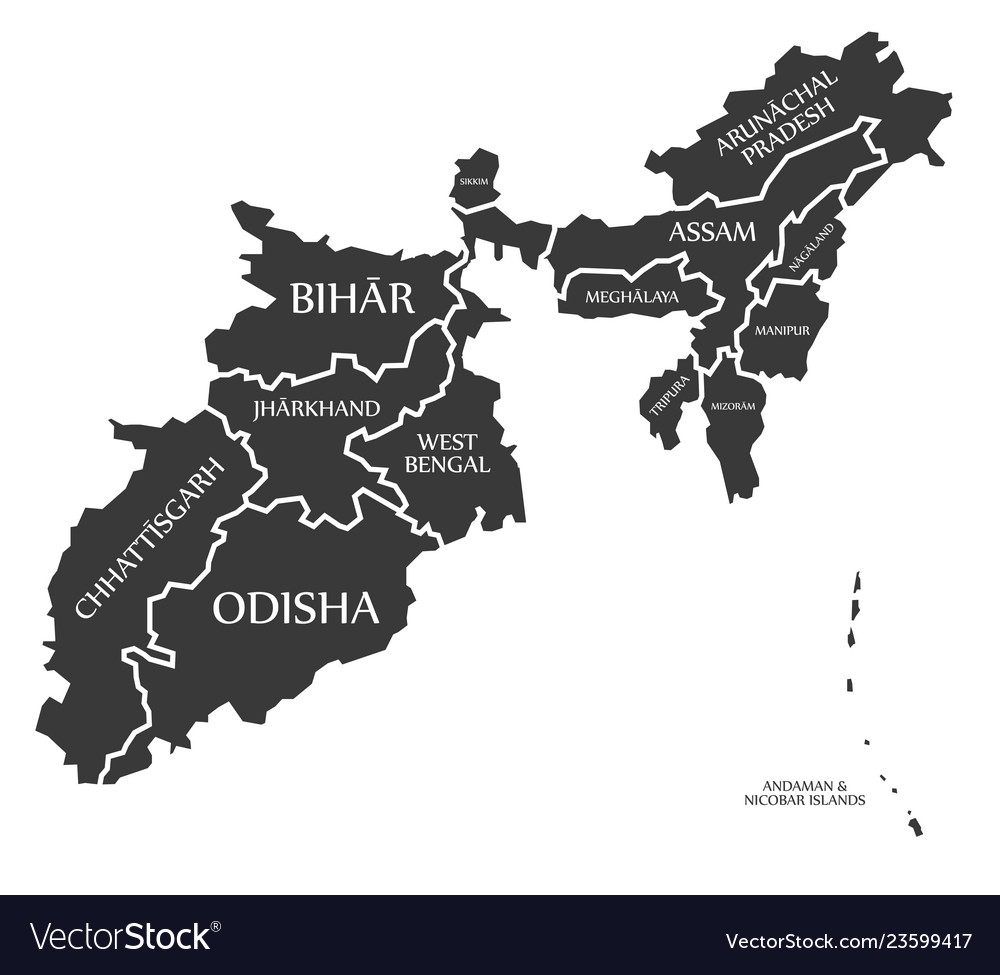 ARUNĀCHAL
PRADESH
SIKKIM
ASSAM
NĀGĀLAND
BIHĀR
MEGHĀLAYA
MANIPUR
JHĀRKHAND
TRIPURA
MIZORĀM
WEST
BENGAL
CHHATTĪSGARH
ODISHA
ANDAMAN &
NICOBAR ISLANDS
VectorStock®
VectorStock.com/23599417